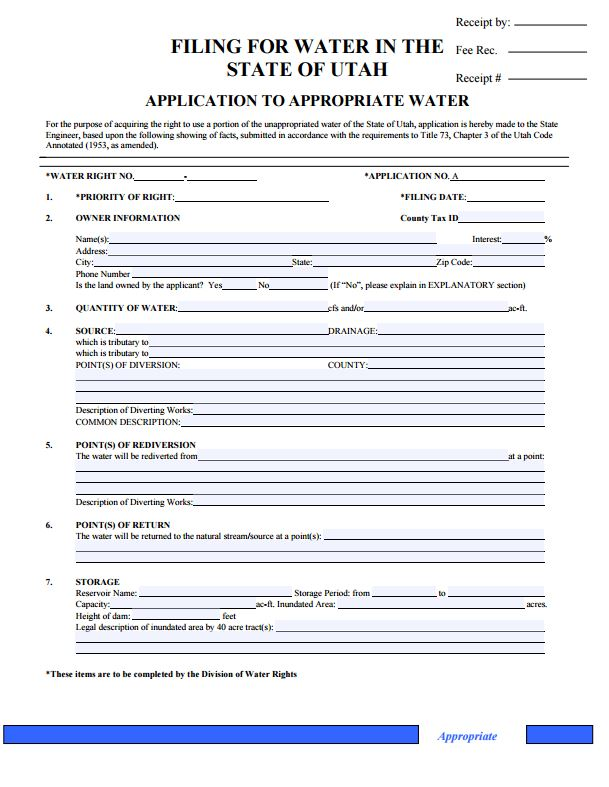 Receipt by:
FILING FOR WATER IN THE
Fee Rec.
STATE OF UTAH
Receipt #
APPLICATION TO APPROPRIATE WATER
For the purpose of acquiring the right to use a portion of the unappropriated water of the State of Utah, application is hereby made to the State
Engineer, based upon the following showing of facts, submitted in accordance with the requirements to Title 73, Chapter 3 of the Utah Code
Annotated (1953, as amended).
*WATER RIGHT NO. - *APPLICATION NO. A
1. *PRIORITY OF RIGHT: *FILING DATE:
2. OWNER INFORMATION County Tax ID
Name(s): Interest: %
Address:
City: State: Zip Code:
Phone Number
Is the land owned by the applicant? Yes No (If “No”, please explain in EXPLANATORY section)
3. QUANTITY OF WATER: cfs and/or ac-ft.
4. SOURCE: DRAINAGE:
which is tributary to
which is tributary to
POINT(S) OF DIVERSION: COUNTY:
Description of Diverting Works:
COMMON DESCRIPTION:
5. POINT(S) OF REDIVERSION
The water will be rediverted from at a point:
Description of Diverting Works:
6. POINT(S) OF RETURN
The water will be returned to the natural stream/source at a point(s):
7. STORAGE
Reservoir Name: Storage Period: from to
Capacity: ac-ft. Inundated Area: acres.
Height of dam: feet
Legal description of inundated area by 40 acre tract(s):
*These items are to be completed by the Division of Water Rights
Appropriate